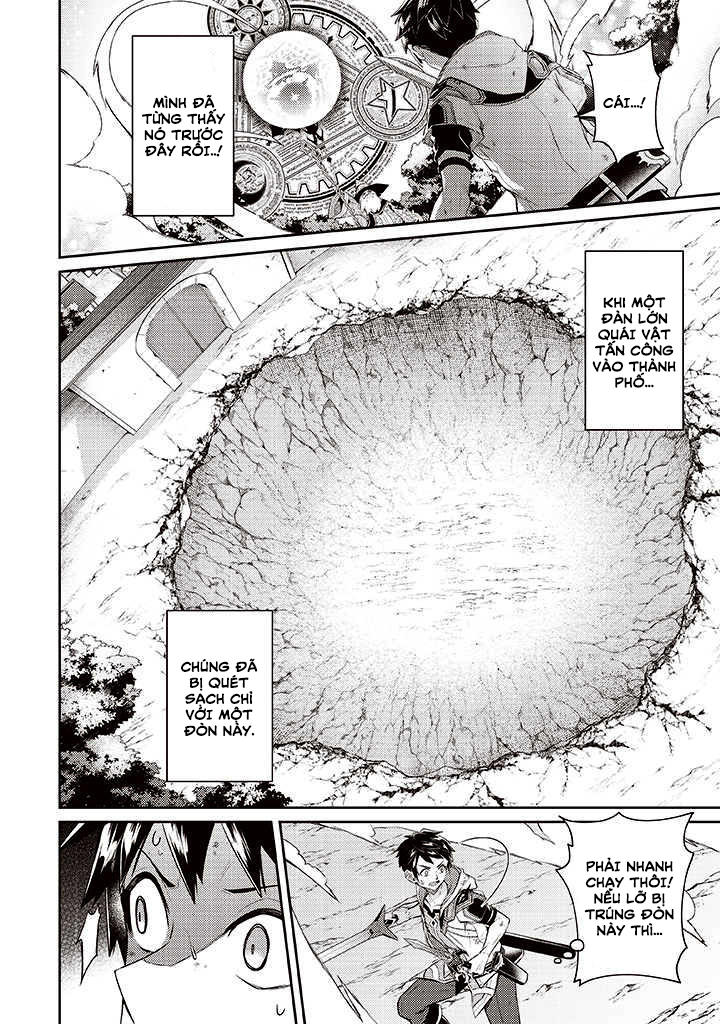 CÁI...!
MÌNH ĐÃ
TỪNG THẤY
NÓ TRƯỚC
ĐÂY RỒI..!
KHI MỘT
ĐÀN LỚN
QUÁI VẬT
TẤN CÔNG
VÀO THÀNH
PHỐ...
CHÚNG ĐÃ
BỊ QUÉT
SẠCH CHỈ
VỚI MỘT
ĐÒN NÀY.
PHẢI NHANH
CHẠY THÔI!
NẾU LỠ BỊ
TRÚNG ĐÒN
NÀY THÌ...